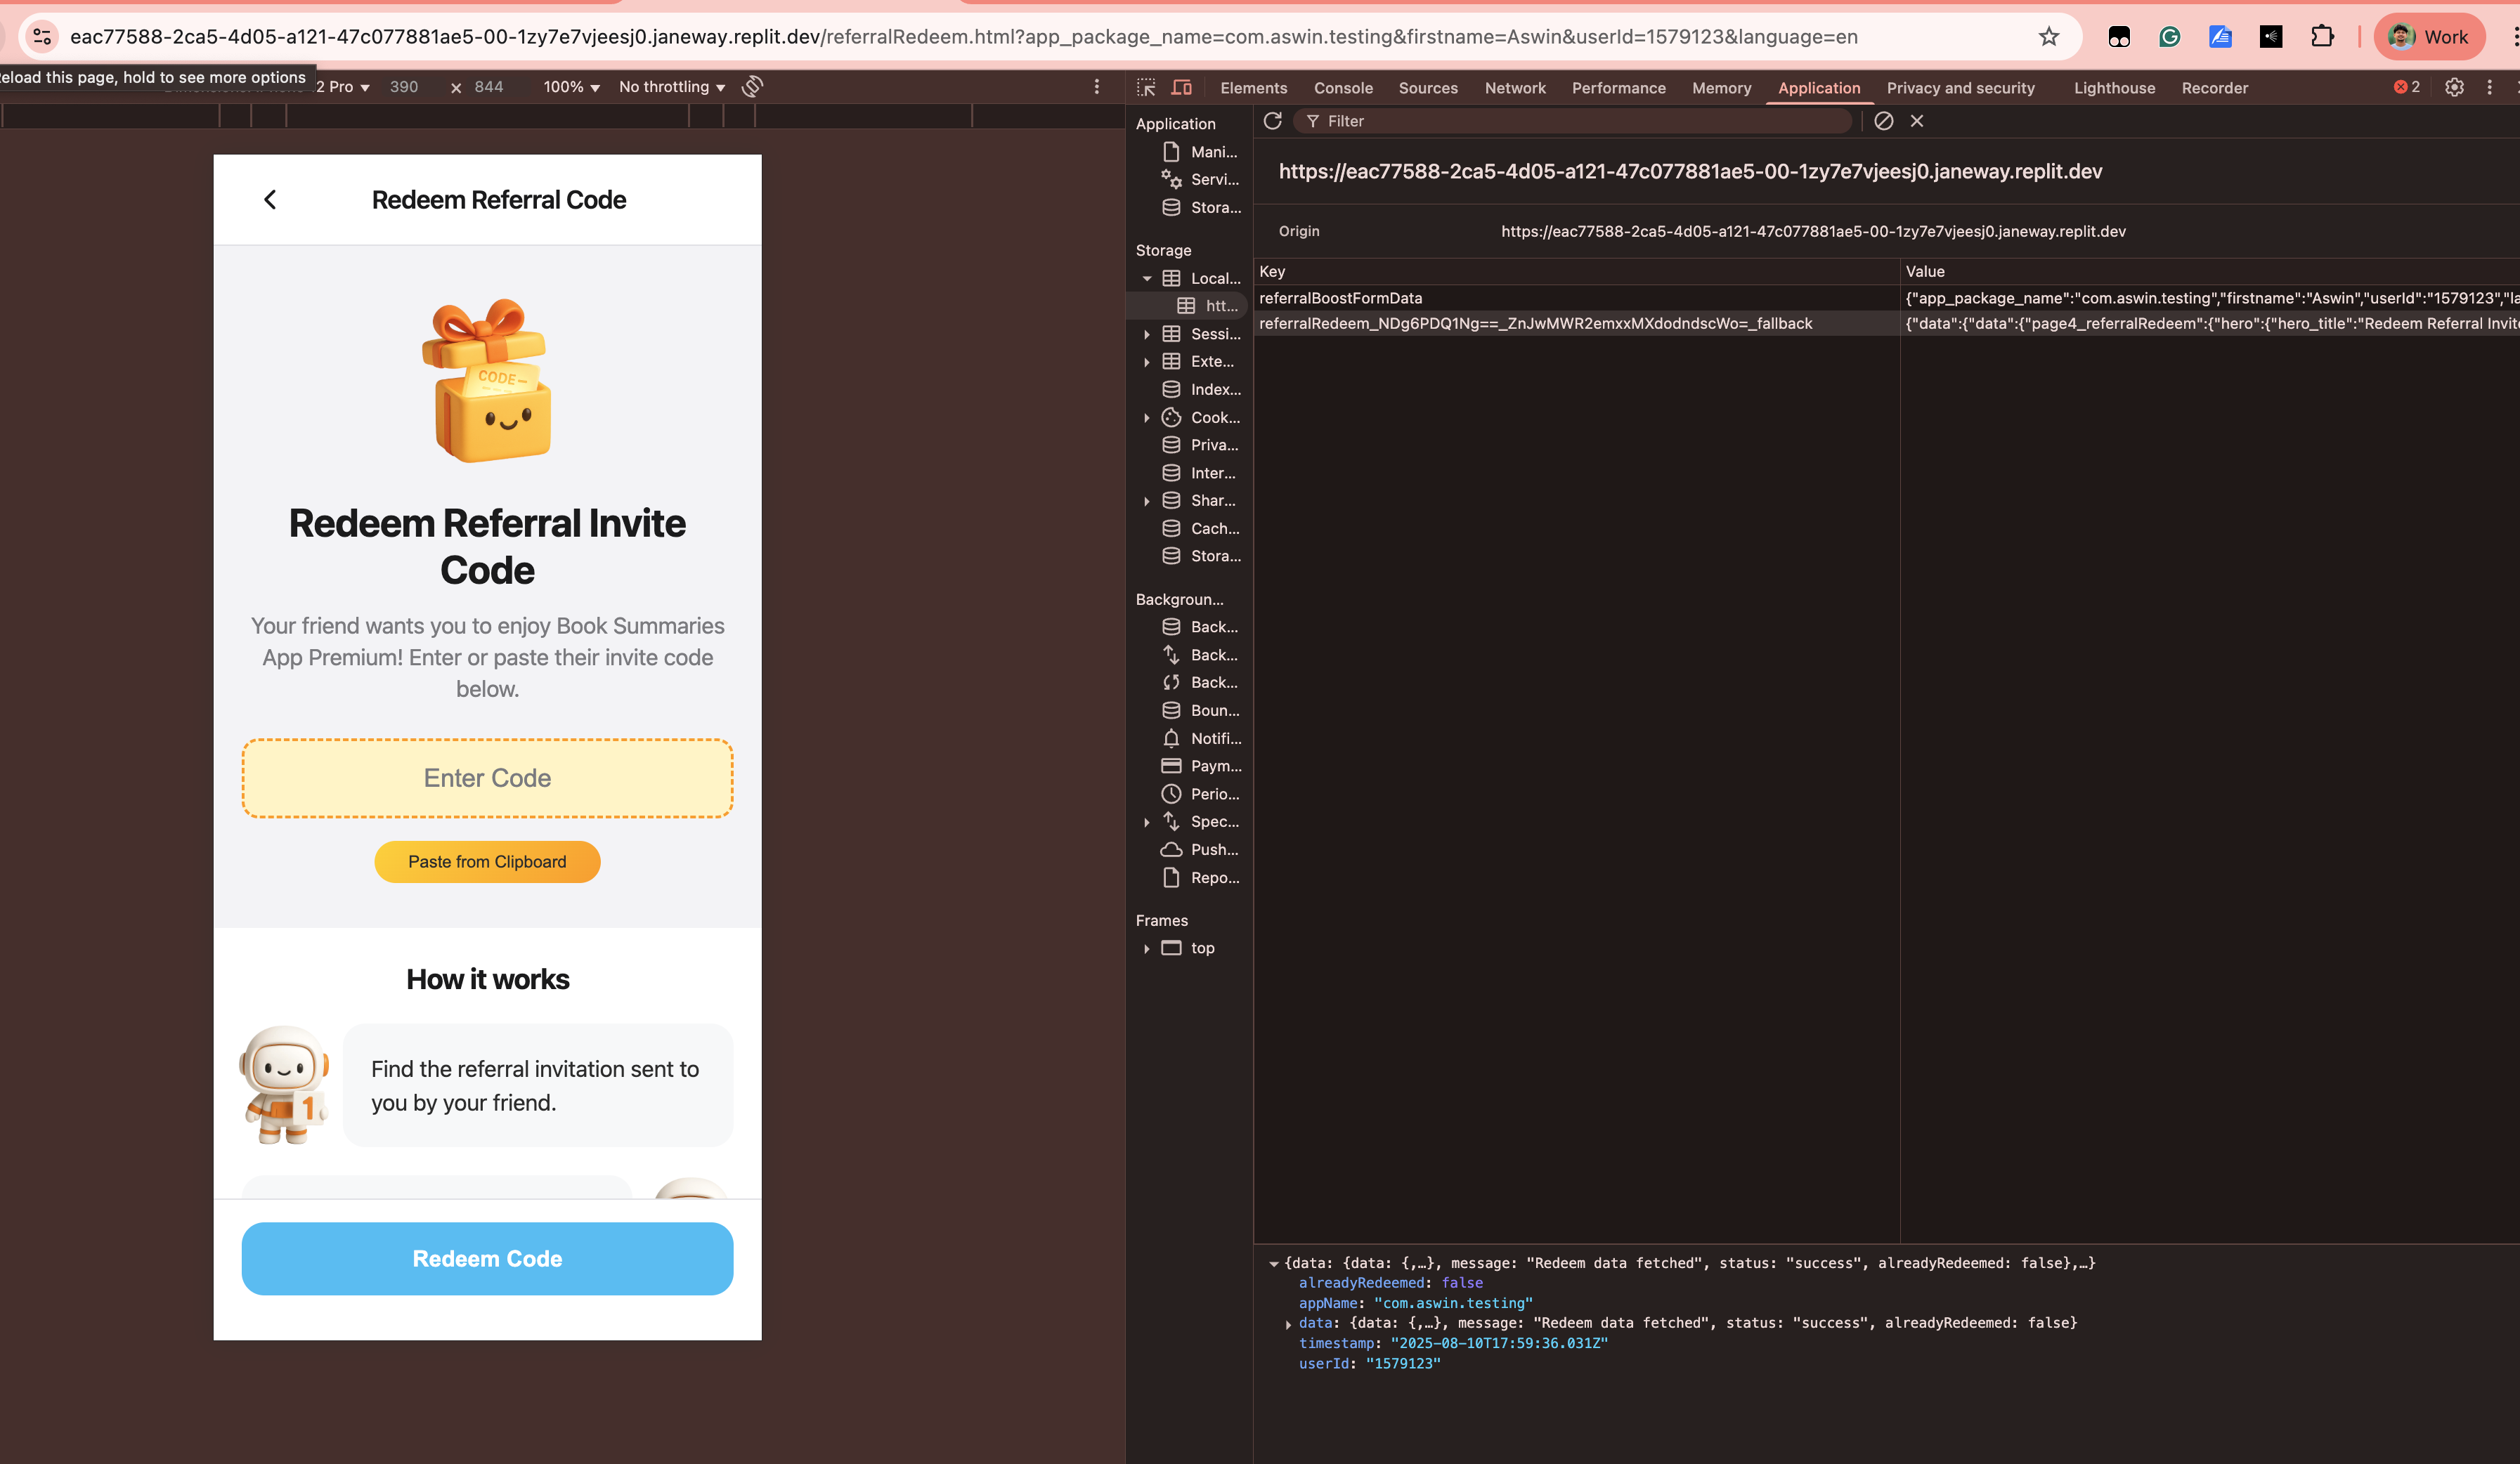 eac77588-2ca5-4d05-a121-47c077881ae5-00-1zy7e7vjeesj0.janeway.replit.dev/referralRedeem.html?app_package_name=com.aswin.testing&firstname=Aswin&userId=1579123&language=en
Work
eload this page, hold to see more options
2 Pro
390
×
844
100%
No throttling
Elements
Console
Sources
Network
Performance
Memory
Application
Privacy and security
Lighthouse
Recorder
2
Redeem Referral Code
CODE
Redeem Referral Invite
Code
Your friend wants you to enjoy Book Summaries
App Premium! Enter or paste their invite code
below.
Enter Code
Paste from Clipboard
How it works
1
Find the referral invitation sent to
you by your friend.
Redeem Code
Application
Mani...
Servi...
Stora...
Storage
Local...
htt...
Sessi...
Exte...
Index...
Cook...
Priva...
Inter...
Shar...
Cach...
Stora...
Backgroun...
Back...
Back...
Back...
Boun...
Notifi...
Paym...
Perio...
Spec...
Push...
Repo...
Frames
top
Filter
https://eac77588-2ca5-4d05-a121-47c077881ae5-00-1zy7e7vjeesj0.janeway.replit.dev
Origin
https://eac77588-2ca5-4d05-a121-47c077881ae5-00-1zy7e7vjeesj0.janeway.replit.dev
Key
Value
referralBoostFormData
{"app_package_name":"com.aswin.testing","firstname":"Aswin","userId":"1579123","la
referralRedeem_NDg6PDQ1Ng==_ZnJwMWR2emxxMXdodndscWo=_fallback
{"data":{"data":{"page4_referralRedeem":{"hero":{"hero_title":"Redeem Referral Invit
{data: {data: {,…}, message: "Redeem data fetched", status: "success", alreadyRedeemed: false},…}
alreadyRedeemed: false
appName: "com.aswin.testing"
data: {data: {,…}, message: "Redeem data fetched", status: "success", alreadyRedeemed: false}
timestamp: "2025-08-10T17:59:36.031Z"
userId: "1579123"